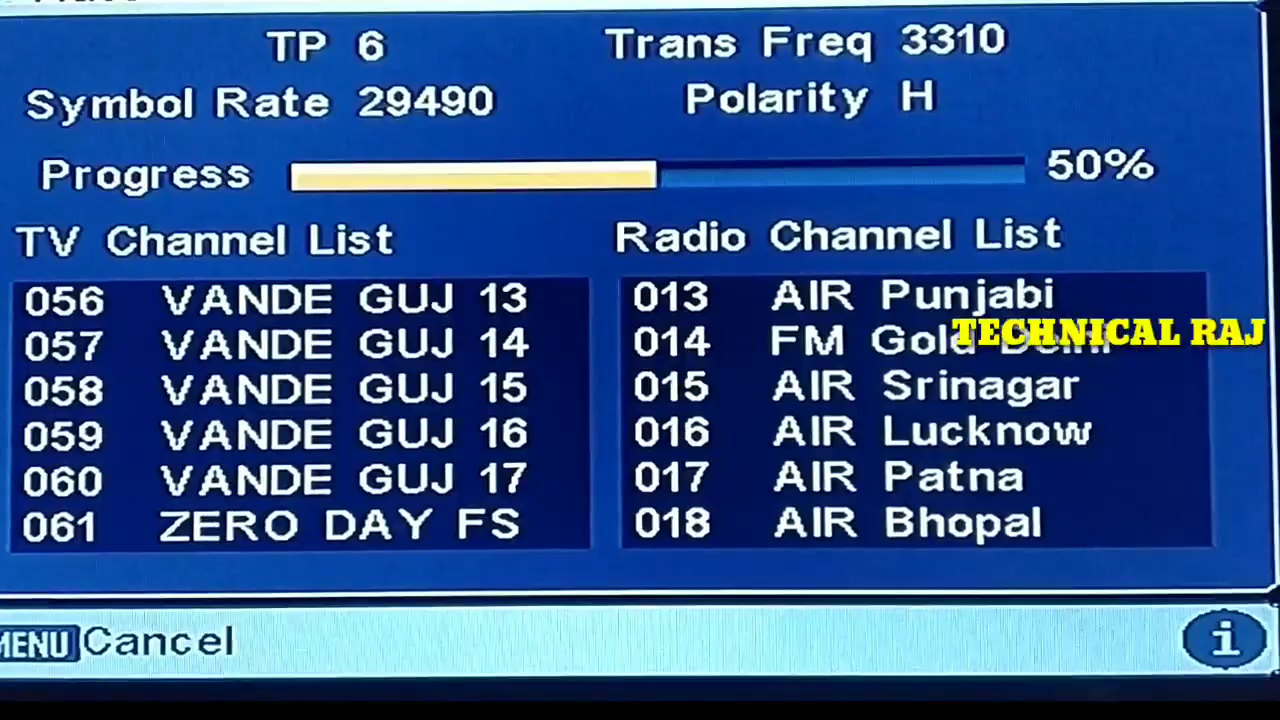 TP 6 Trans Freq 3310
Symbol Rate 29490 Polarity H
Progress 50%
TV Channel List Radio Channel List
056 VANDE GUJ 13 013 AIR Punjabi
057 VANDE GUJ 14 014 FM Gold Delhi
TECHNICAL RAJ
058 VANDE GUJ 15 015 AIR Srinagar
059 VANDE GUJ 16 016 AIR Lucknow
060 VANDE GUJ 17 017 AIR Patna
061 ZERO DAY FS 018 AIR Bhopal
MENU Cancel i